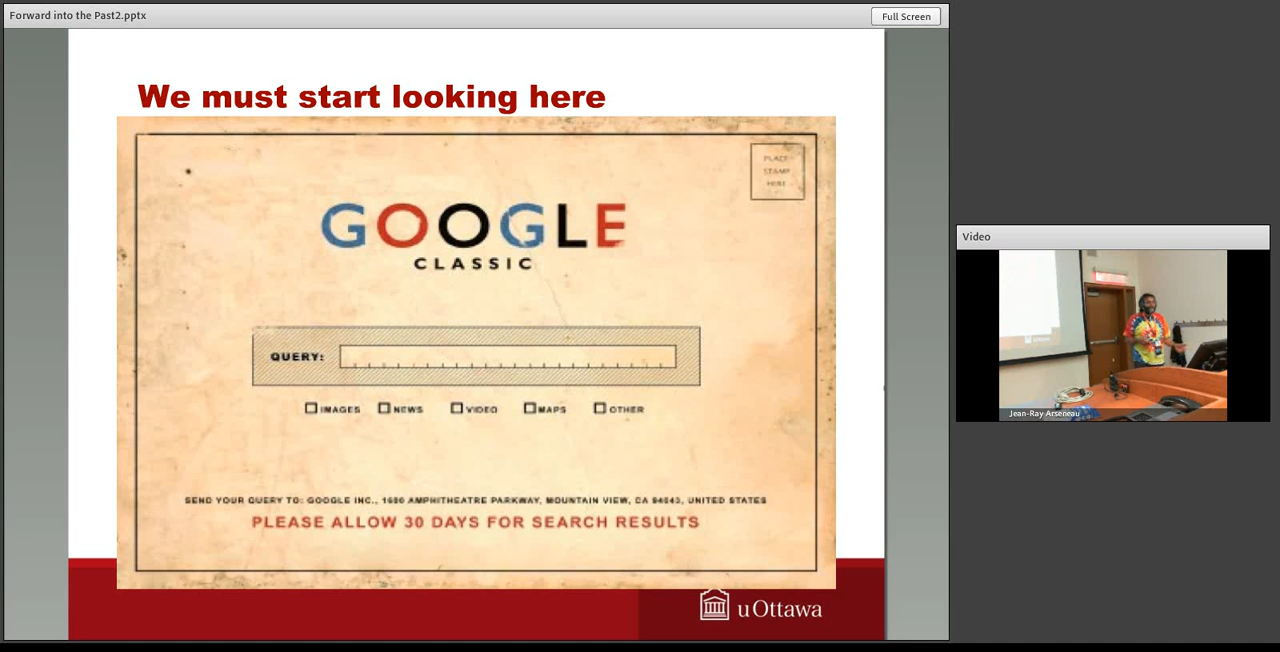 Forward into the Past2.pptx
Full Screen
We must start looking here
PLACE
STAMP
HERE
GOOGLE
CLASSIC
QUERY:
IMAGES NEWS VIDEO MAPS OTHER
SEND YOUR QUERY TO: GOOGLE INC., 1600 AMPHITHEATRE PARKWAY, MOUNTAIN VIEW, CA 94043, UNITED STATES
PLEASE ALLOW 30 DAYS FOR SEARCH RESULTS
uOttawa
Video
Jean-Ray Arseneau